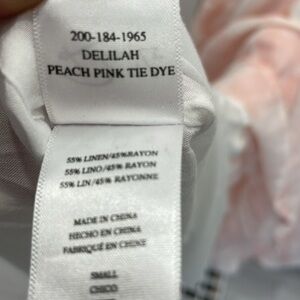 200-184-1965
DELILAH
PEACH PINK TIE DYE
55% LINEN/45%RAYON
55% LINO/45% RAYON
55% LIN/45% RAYONNE
MADE IN CHINA
HECHO EN CHINA
FABRIQUÉ EN CHINE
SMALL
CHICO